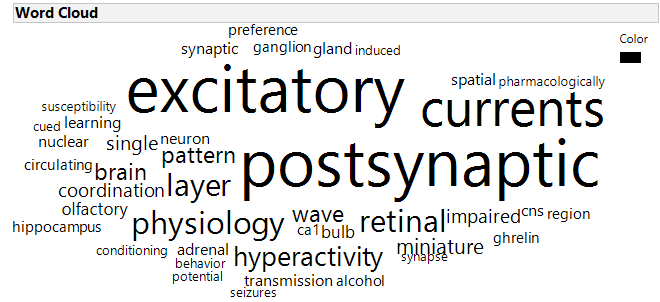 Word Cloud
preference
synaptic ganglion gland induced
Color
excitatory
spatial pharmacologically
currents
susceptibility
cued learning
nuclear single neuron
postsynaptic
circulating pattern
brain
coordination layer
olfactory
hippocampus
physiology wave retinal impaired cns region
ca1 bulb
ghrelin
conditioning adrenal miniature
hyperactivity synapse
behavior
potential
transmission alcohol
seizures